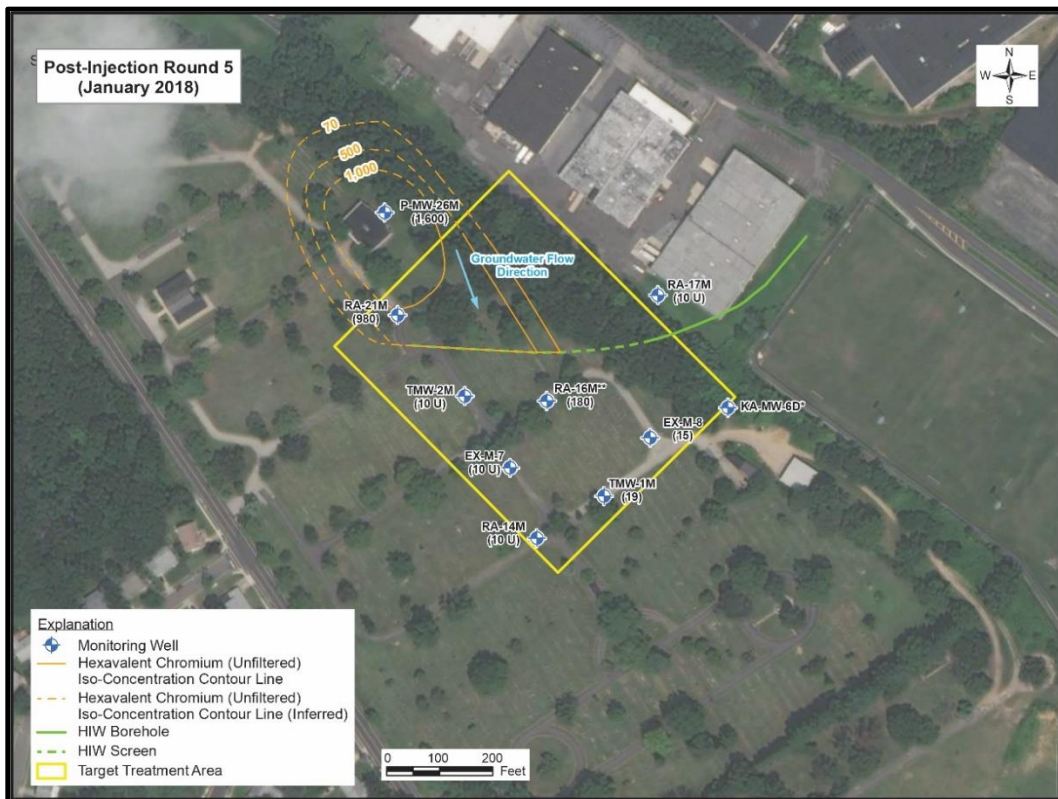 Post-Injection Round 5
(January 2018)
N
W E
S
70
500
1,000
P-MW-26M
(1,600)
Groundwater Flow
Direction
RA-17M
(10 U)
RA-21M
(980)
TMW-2M
(10 U)
RA-16M**
(180)
KA-MW-6D*
EX-M-8
(15)
EX-M-7
(10 U)
TMW-1M
(19)
RA-14M
(10 U)
Explanation
Monitoring Well
Hexavalent Chromium (Unfiltered)
Iso-Concentration Contour Line
Hexavalent Chromium (Unfiltered)
Iso-Concentration Contour Line (Inferred)
HIW Borehole
HIW Screen
Target Treatment Area
0 100 200
Feet